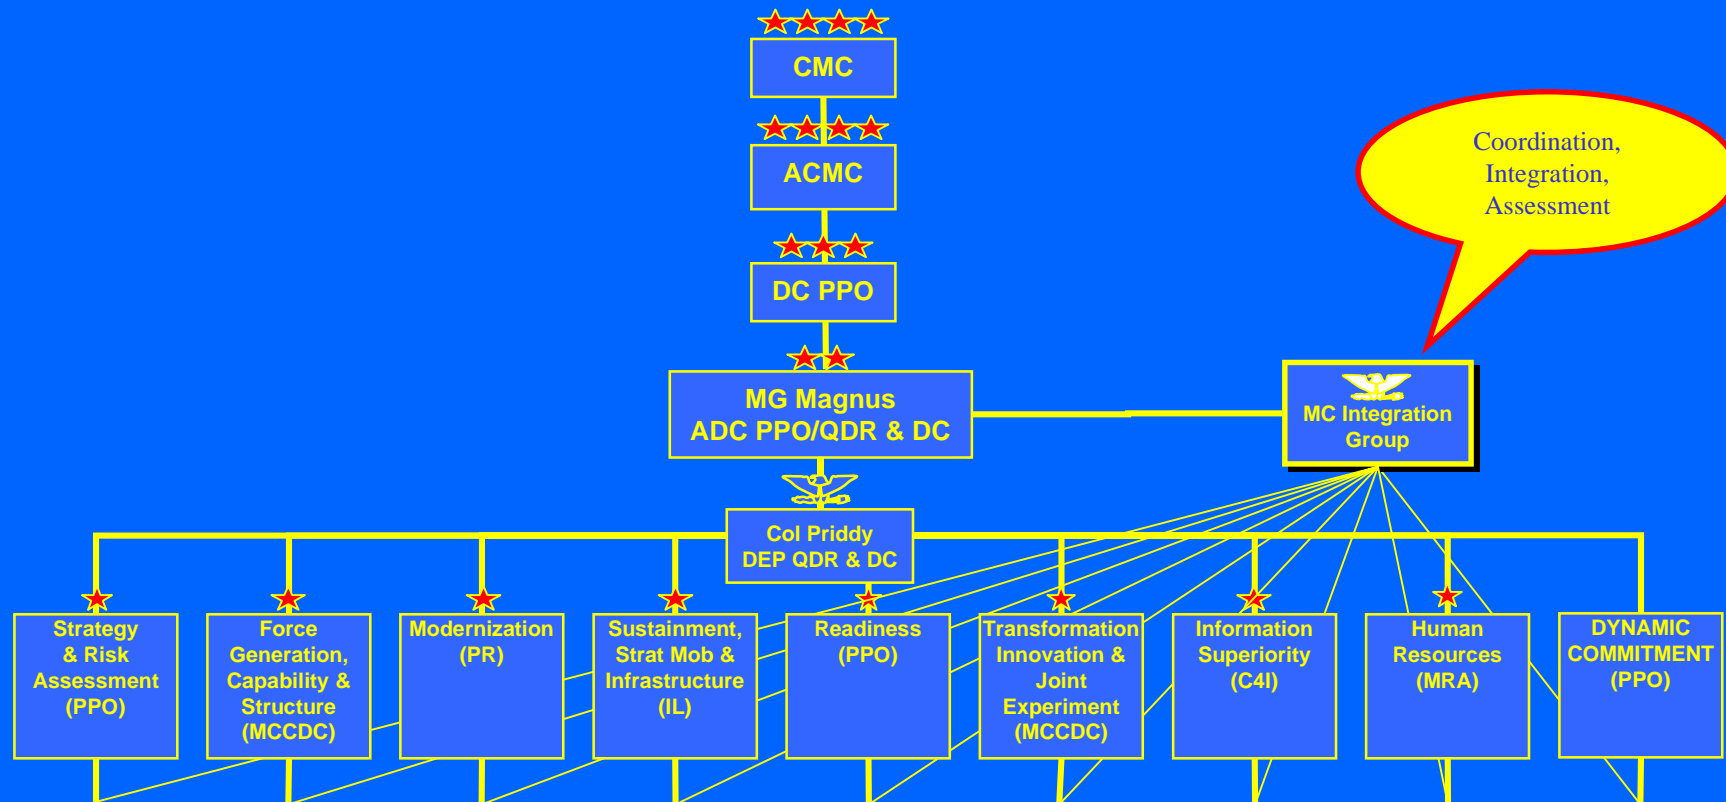 CMC
ACMC
DC PPO
Coordination,
Integration,
Assessment
MG Magnus
ADC PPO/QDR & DC
MC Integration
Group
Col Priddy
DEP QDR & DC
Strategy
& Risk
Assessment
(PPO)
Force
Generation,
Capability &
Structure
(MCCDC)
Modernization
(PR)
Sustainment,
Strat Mob &
Infrastructure
(IL)
Readiness
(PPO)
Transformation
Innovation &
Joint
Experiment
(MCCDC)
Information
Superiority
(C4I)
Human
Resources
(MRA)
DYNAMIC
COMMITMENT
(PPO)